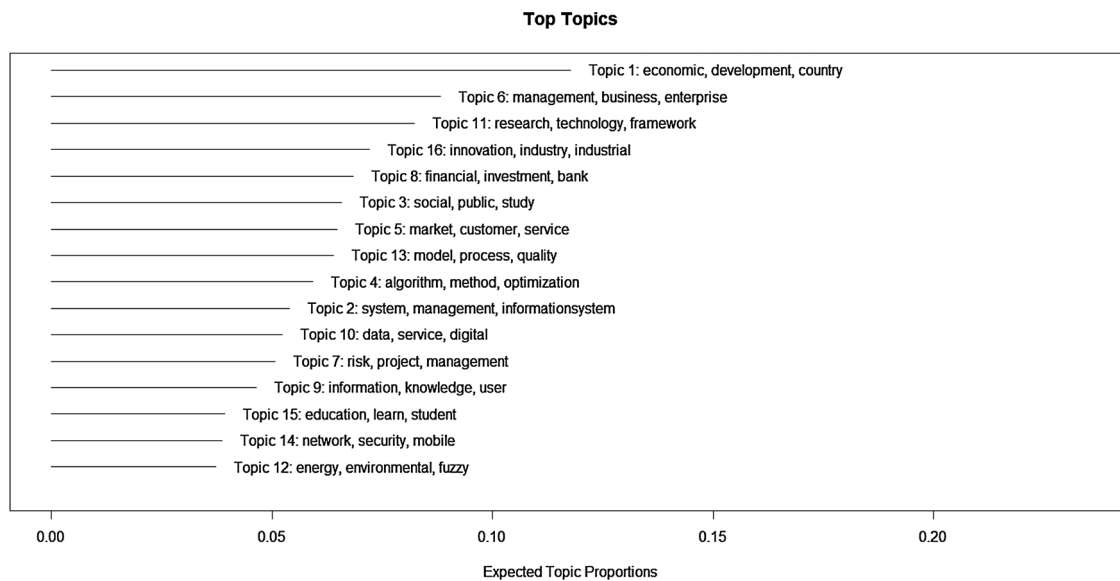 Top Topics
Topic 1: economic, development, country
Topic 6: management, business, enterprise
Topic 11: research, technology, framework
Topic 16: innovation, industry, industrial
Topic 8: financial, investment, bank
Topic 3: social, public, study
Topic 5: market, customer, service
Topic 13: model, process, quality
Topic 4: algorithm, method, optimization
Topic 2: system, management, informationsystem
Topic 10: data, service, digital
Topic 7: risk, project, management
Topic 9: information, knowledge, user
Topic 15: education, learn, student
Topic 14: network, security, mobile
Topic 12: energy, environmental, fuzzy
0.00 0.05 0.10 0.15 0.20
Expected Topic Proportions